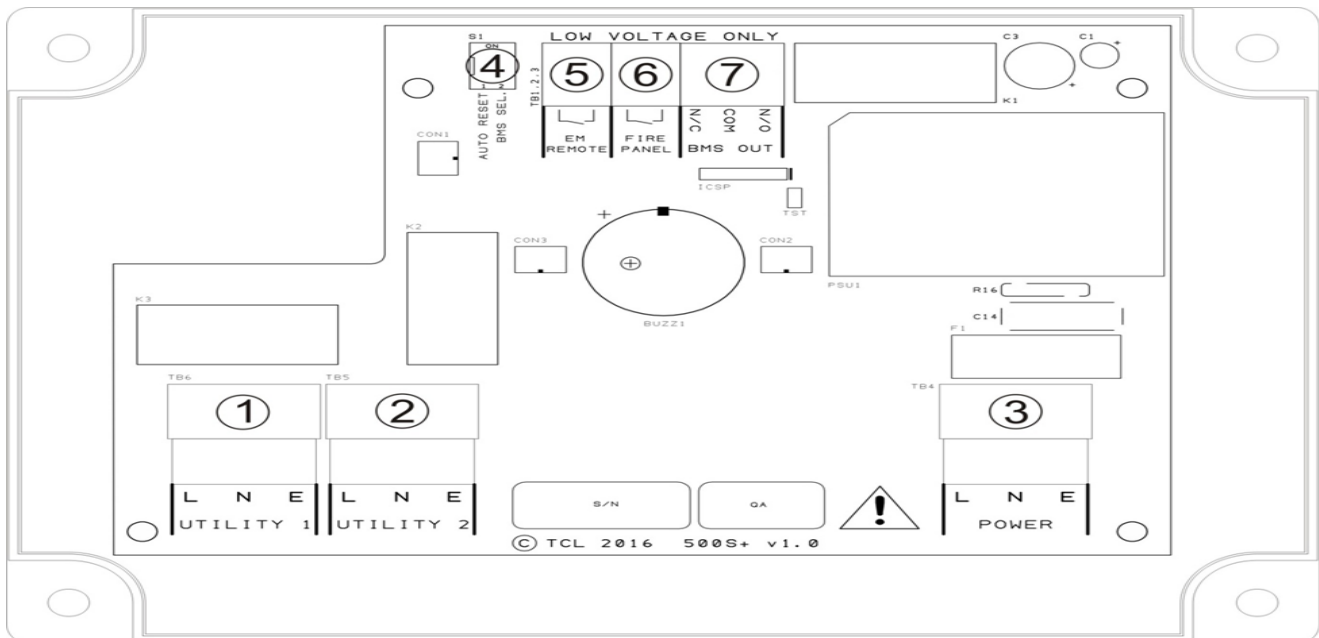 S1
LOW VOLTAGE ONLY
C3
C1
ON
4
5
6
7
+
+
1 2
TB1,2,3
K1
AUTO RESET
BMS SEL.
N/C
COM
N/O
CON1
EM
REMOTE
FIRE
PANEL
BMS OUT
ICSP
TST
K2
+
CON3
CON2
PSU1
R16
K3
C14
BUZZ1
F1
TB6
TB5
TB4
1
2
3
L N E
L N E
S/N
QA
!
L N E
UTILITY 1
UTILITY 2
POWER
© TCL 2016 500S+ v1.0